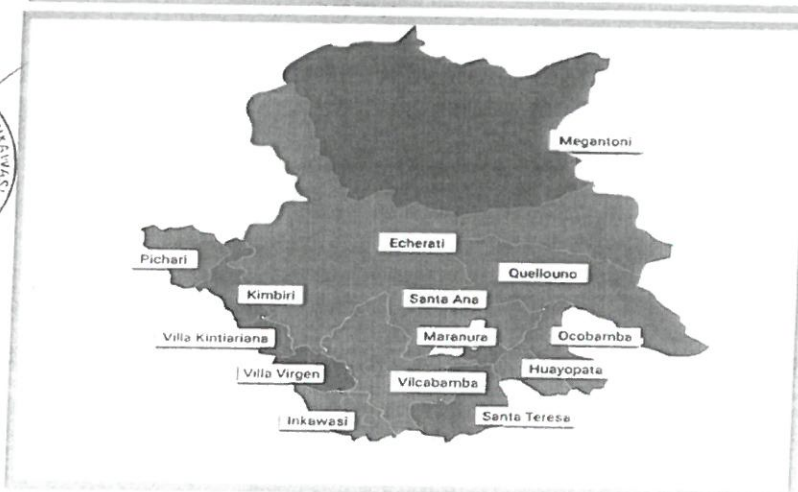 Megantoni
Echerati
Pichari
Quellouno
Kimbiri
Santa Ana
Villa Kintiariana
Maranura
Ocobamba
Villa Virgen
Vilcabamba
Huayopata
Inkawasi
Santa Teresa